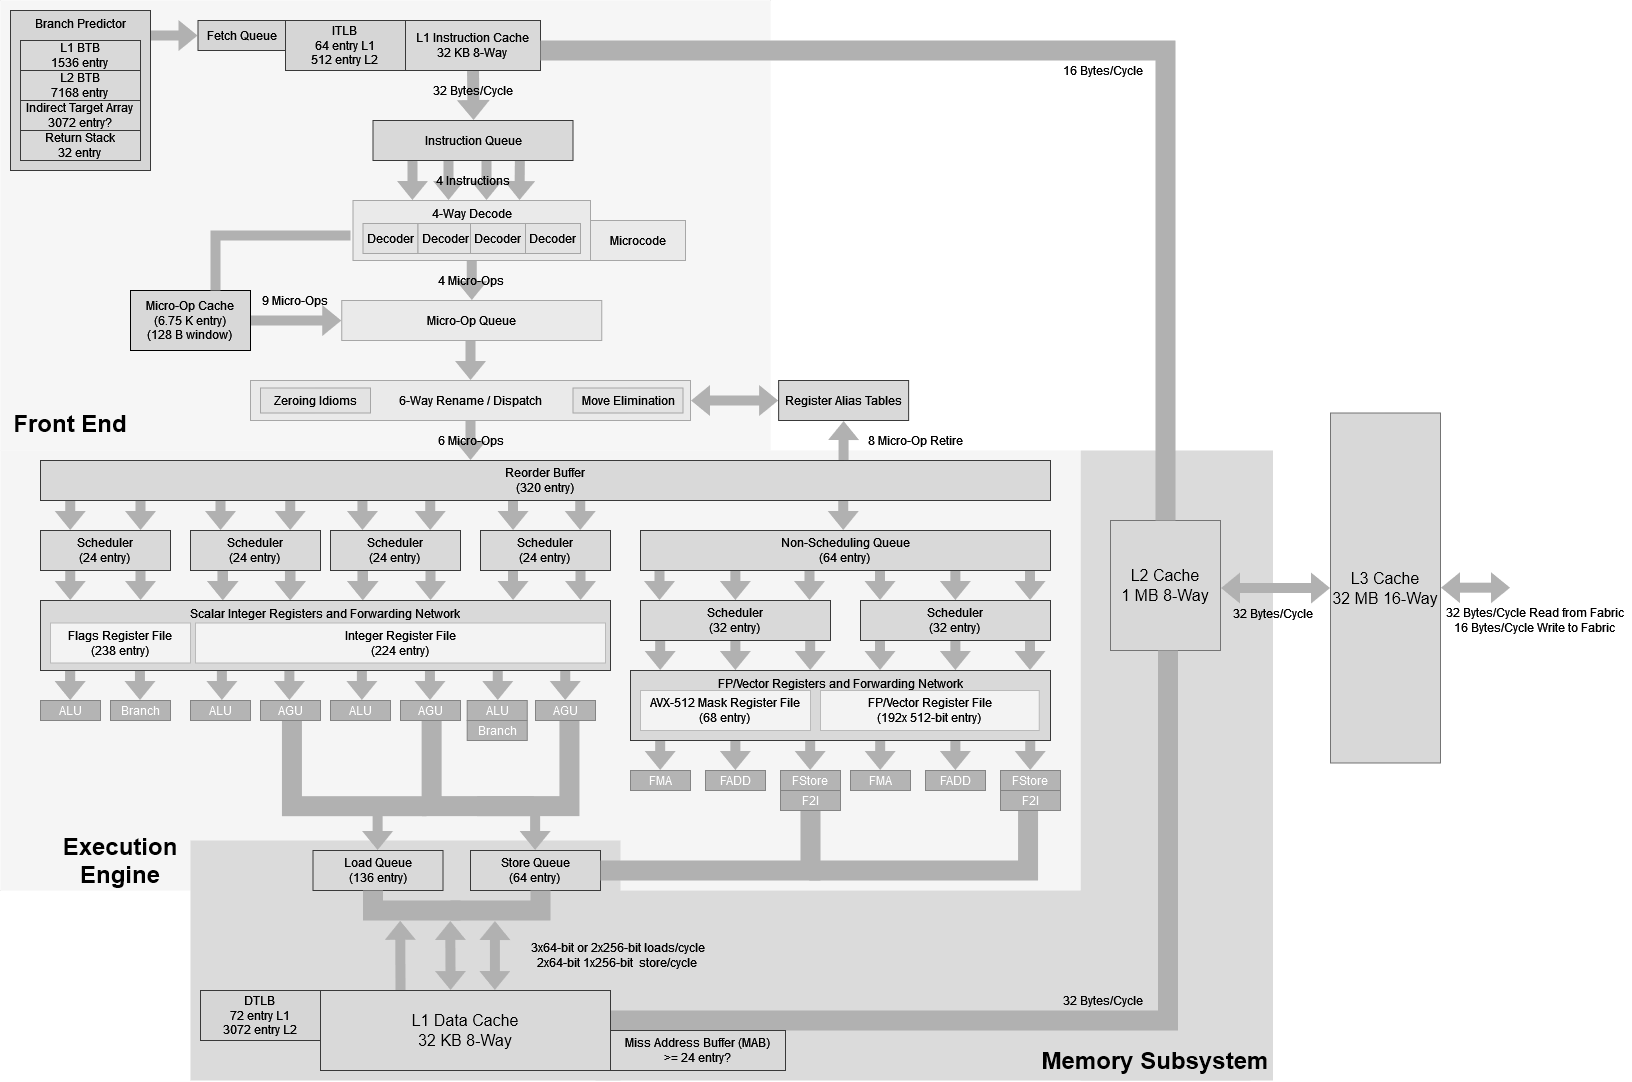 Branch Predictor
L1 BTB
1536 entry
L2 BTB
7168 entry
Indirect Target Array
3072 entry?
Return Stack
32 entry
Fetch Queue
ITLB
64 entry L1
512 entry L2
L1 Instruction Cache
32 KB 8-Way
16 Bytes/Cycle
32 Bytes/Cycle
Instruction Queue
4 Instructions
4-Way Decode
Decoder
Decoder
Decoder
Decoder
Microcode
4 Micro-Ops
Micro-Op Cache
(6.75 K entry)
(128 B window)
9 Micro-Ops
Micro-Op Queue
Zeroing Idioms
6-Way Rename / Dispatch
Move Elimination
Register Alias Tables
Front End
6 Micro-Ops
8 Micro-Op Retire
Reorder Buffer
(320 entry)
Scheduler
(24 entry)
Scheduler
(24 entry)
Scheduler
(24 entry)
Scheduler
(24 entry)
Non-Scheduling Queue
(64 entry)
Scalar Integer Registers and Forwarding Network
Flags Register File
(238 entry)
Integer Register File
(224 entry)
Scheduler
(32 entry)
Scheduler
(32 entry)
FP/Vector Registers and Forwarding Network
AVX-512 Mask Register File
(68 entry)
FP/Vector Register File
(192x 512-bit entry)
ALU
Branch
ALU
AGU
ALU
AGU
ALU
Branch
AGU
FMA
FADD
FStore
F2I
FMA
FADD
FStore
F2I
L2 Cache
1 MB 8-Way
32 Bytes/Cycle
L3 Cache
32 MB 16-Way
32 Bytes/Cycle Read from Fabric
16 Bytes/Cycle Write to Fabric
Execution
Engine
Load Queue
(136 entry)
Store Queue
(64 entry)
3x64-bit or 2x256-bit loads/cycle
2x64-bit 1x256-bit store/cycle
DTLB
72 entry L1
3072 entry L2
L1 Data Cache
32 KB 8-Way
32 Bytes/Cycle
Miss Address Buffer (MAB)
>= 24 entry?
Memory Subsystem